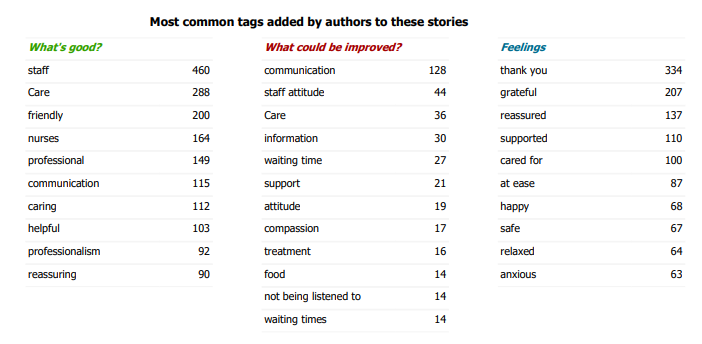 Most common tags added by authors to these stories
What's good?
staff 460
Care 288
friendly 200
nurses 164
professional 149
communication 115
caring 112
helpful 103
professionalism 92
reassuring 90
What could be improved?
communication 128
staff attitude 44
Care 36
information 30
waiting time 27
support 21
attitude 19
compassion 17
treatment 16
food 14
not being listened to 14
waiting times 14
Feelings
thank you 334
grateful 207
reassured 137
supported 110
cared for 100
at ease 87
happy 68
safe 67
relaxed 64
anxious 63